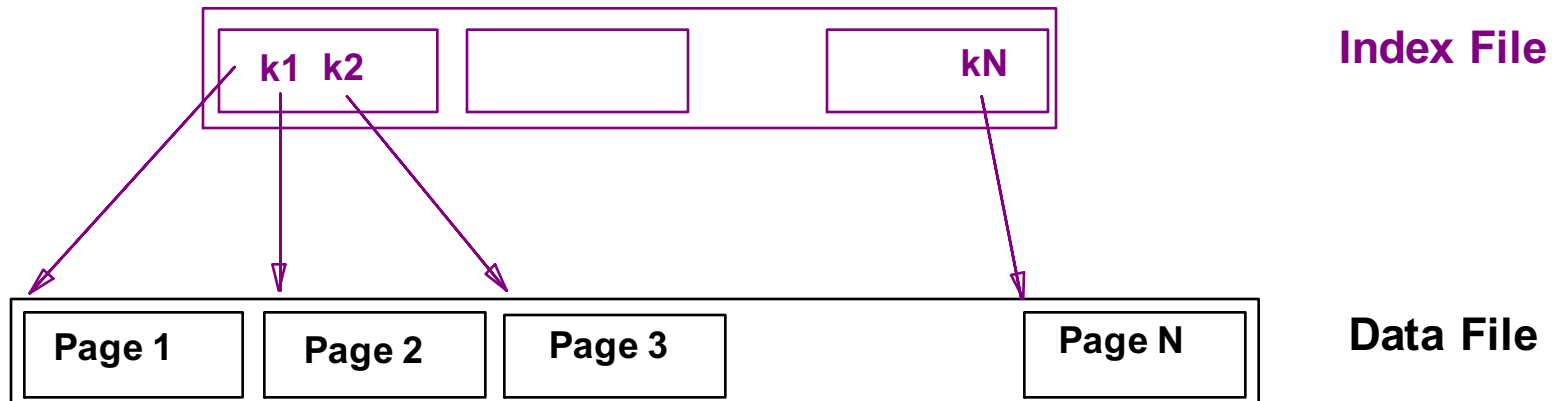 k1 k2
kN
Index File
Page 1
Page 2
Page 3
Page N
Data File